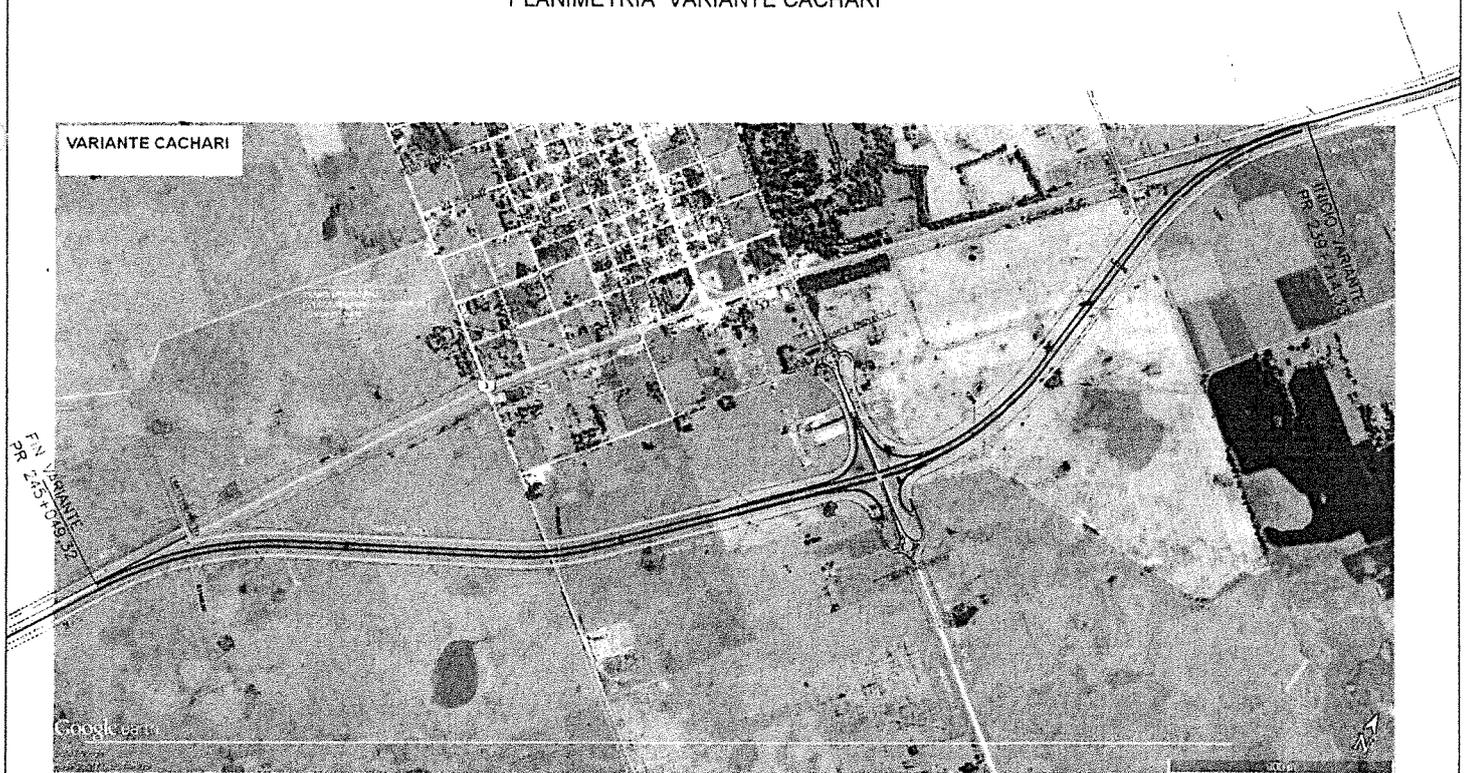 PLANIMETRIA VARIANTE CACHARI
VARIANTE CACHARI
INICIO VARIANTE
FIN VARIANTE
PR 245+049,32
Google earth
N